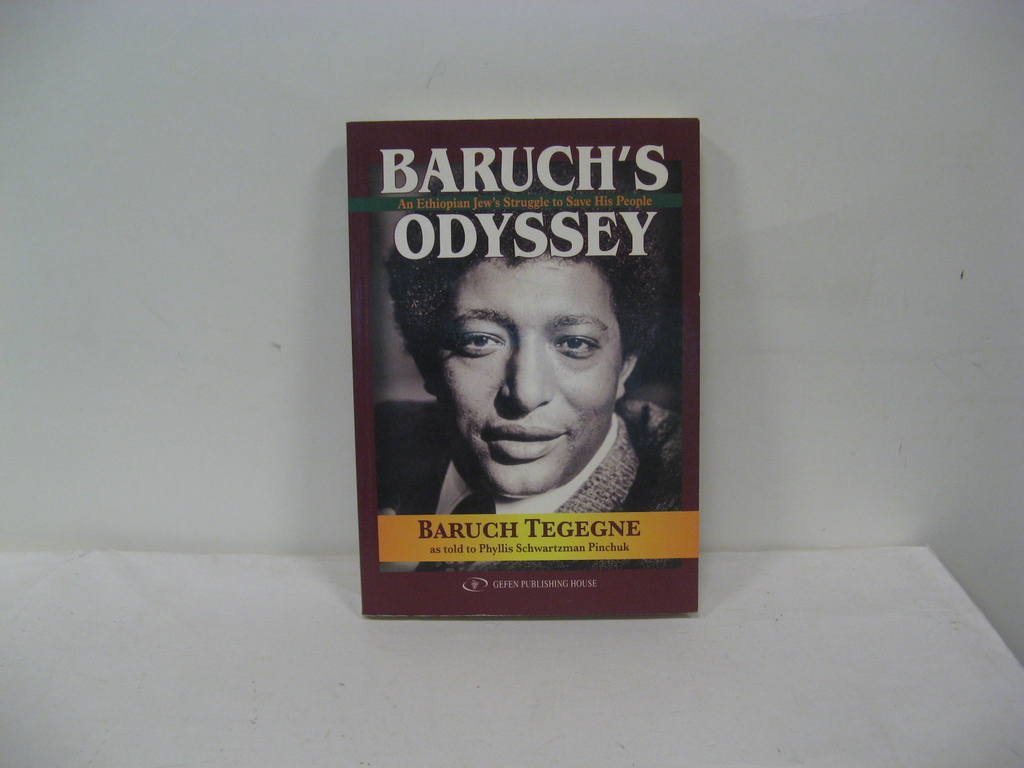 BARUCH'S
An Ethiopian Jew's Struggle to Save His People
ODYSSEY
BARUCH TEGEGNE
as told to Phyllis Schwartzman Pinchuk
GEFEN PUBLISHING HOUSE